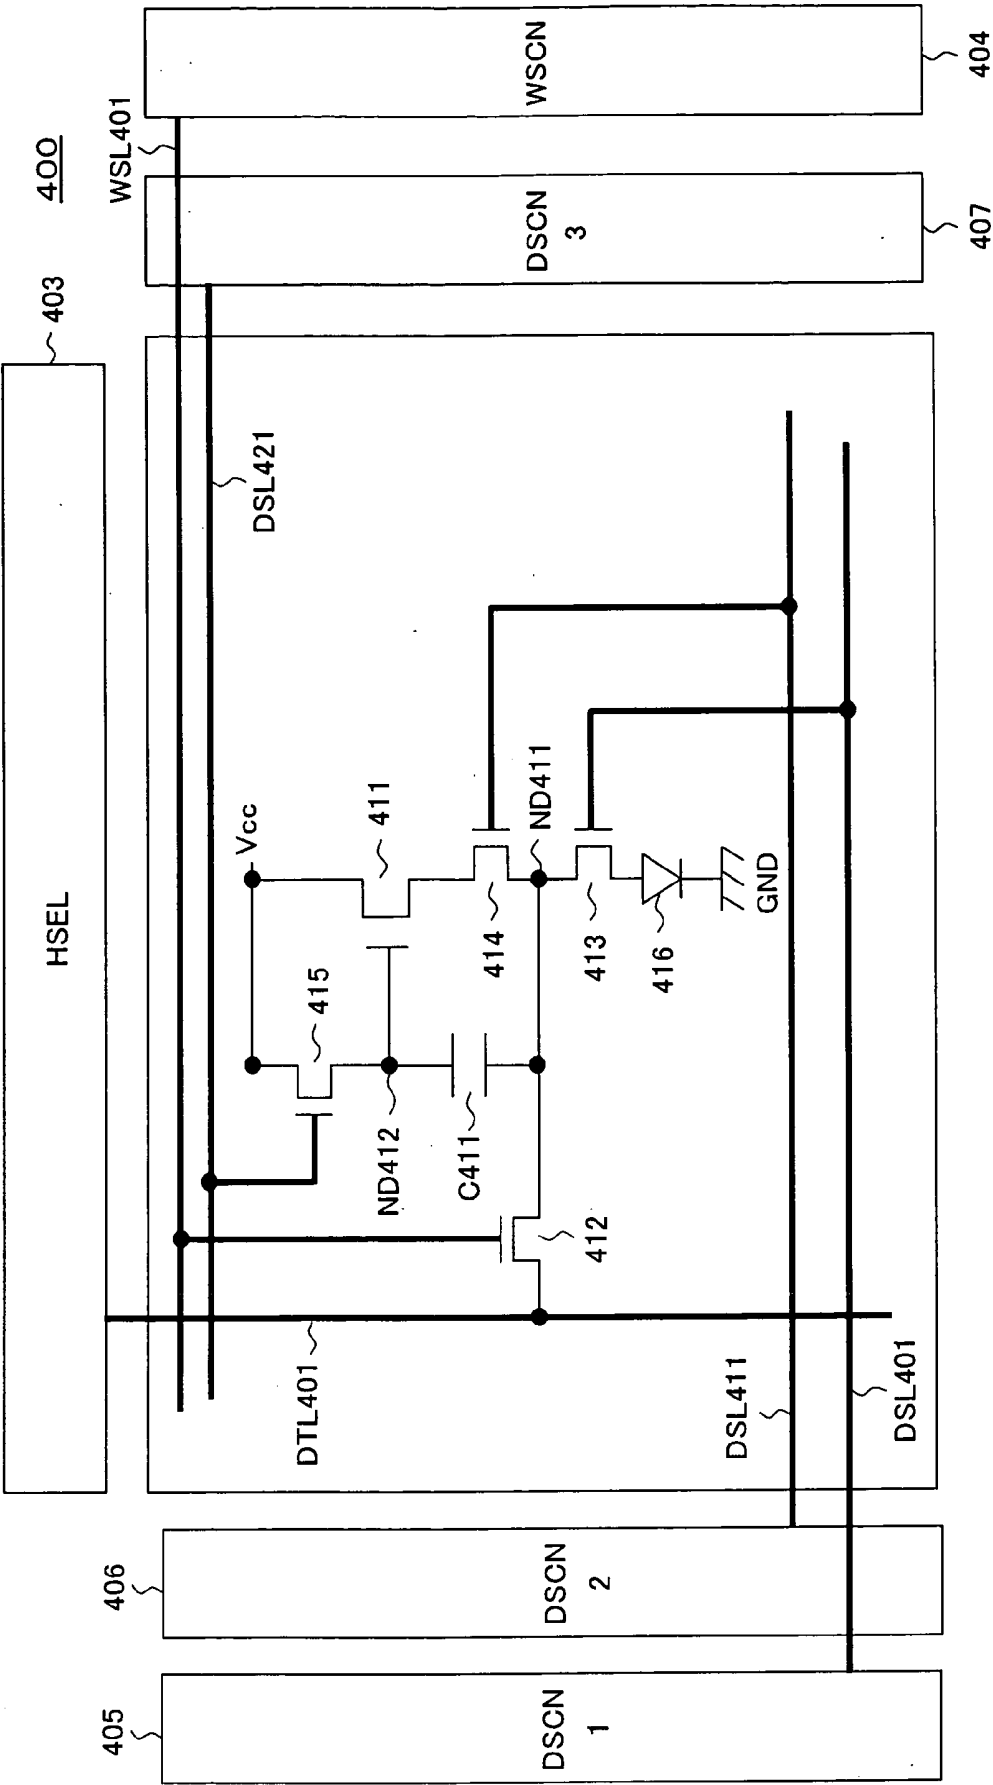 400
HSEL
403
WSL401
WSCN
404
DSCN
3
407
DSL421
Vcc
415
411
ND412
C411
412
414
ND411
413
416
GND
DTL401
DSL411
DSL401
406
DSCN
2
405
DSCN
1